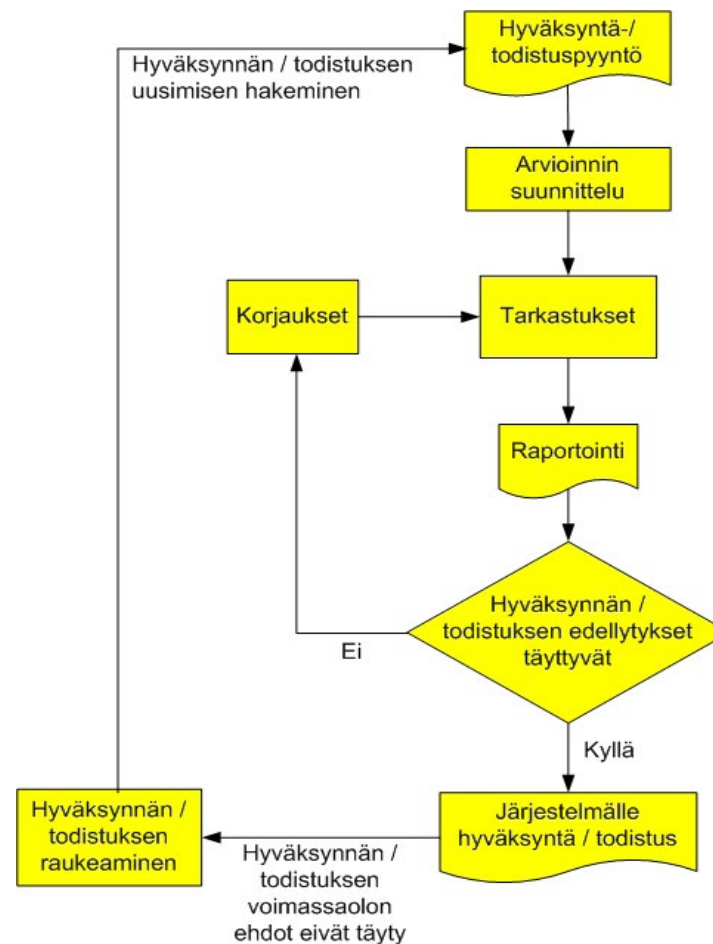 Hyväksyntä-/
todistuspyyntö
Hyväksynnän / todistuksen
uusimisen hakeminen
Arvioinnin
suunnittelu
Korjaukset
Tarkastukset
Raportointi
Hyväksynnän /
todistuksen edellytykset
täyttyvät
Ei
Kyllä
Järjestelmälle
hyväksyntä / todistus
Hyväksynnän /
todistuksen
voimassaolon
ehdot eivät täyty
Hyväksynnän /
todistuksen
raukeaminen